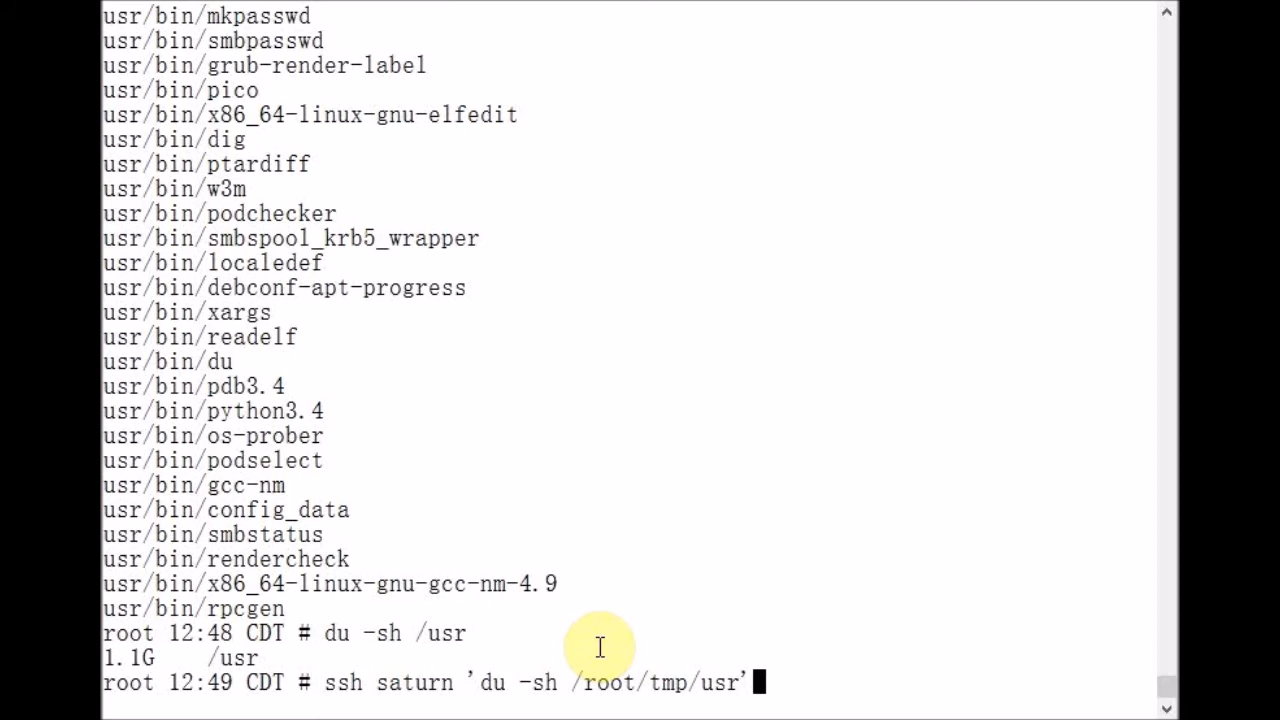 usr/bin/mkpasswd
usr/bin/smbpasswd
usr/bin/grub-render-label
usr/bin/pico
usr/bin/x86_64-linux-gnu-elfedit
usr/bin/dig
usr/bin/ptardiff
usr/bin/w3m
usr/bin/podchecker
usr/bin/smbspool_krb5_wrapper
usr/bin/localedef
usr/bin/debconf-apt-progress
usr/bin/xargs
usr/bin/readelf
usr/bin/du
usr/bin/pdb3.4
usr/bin/python3.4
usr/bin/os-prober
usr/bin/podselect
usr/bin/gcc-nm
usr/bin/config_data
usr/bin/smbstatus
usr/bin/rendercheck
usr/bin/x86_64-linux-gnu-gcc-nm-4.9
usr/bin/rpcgen
root 12:48 CDT # du -sh /usr
1.1G    /usr
root 12:49 CDT # ssh saturn 'du -sh /root/tmp/usr'